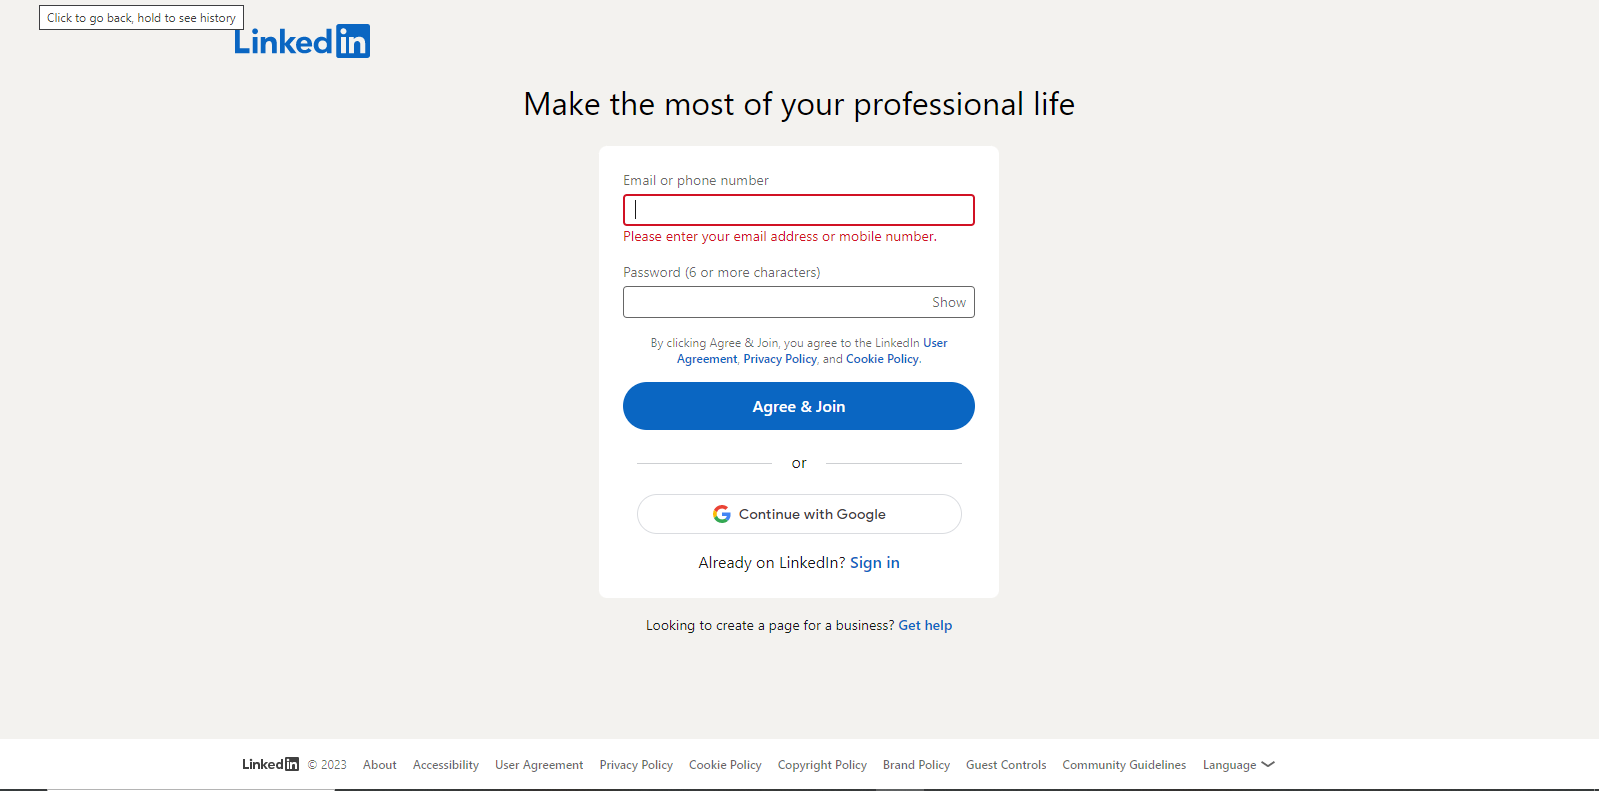 Click to go back, hold to see history
Linkedin
Make the most of your professional life
Email or phone number
Please enter your email address or mobile number.
Password (6 or more characters)
Show
By clicking Agree & Join, you agree to the LinkedIn User
Agreement, Privacy Policy, and Cookie Policy.
Agree & Join
or
Continue with Google
Already on LinkedIn? Sign in
Looking to create a page for a business? Get help
Linkedin © 2023 About Accessibility User Agreement Privacy Policy Cookie Policy Copyright Policy Brand Policy Guest Controls Community Guidelines Language